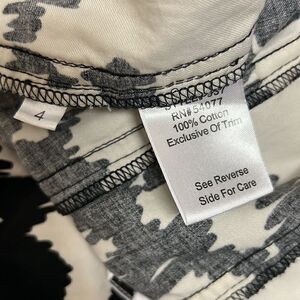 4
RN# 54077
100% Cotton
Exclusive Of Trim
See Reverse
Side For Care